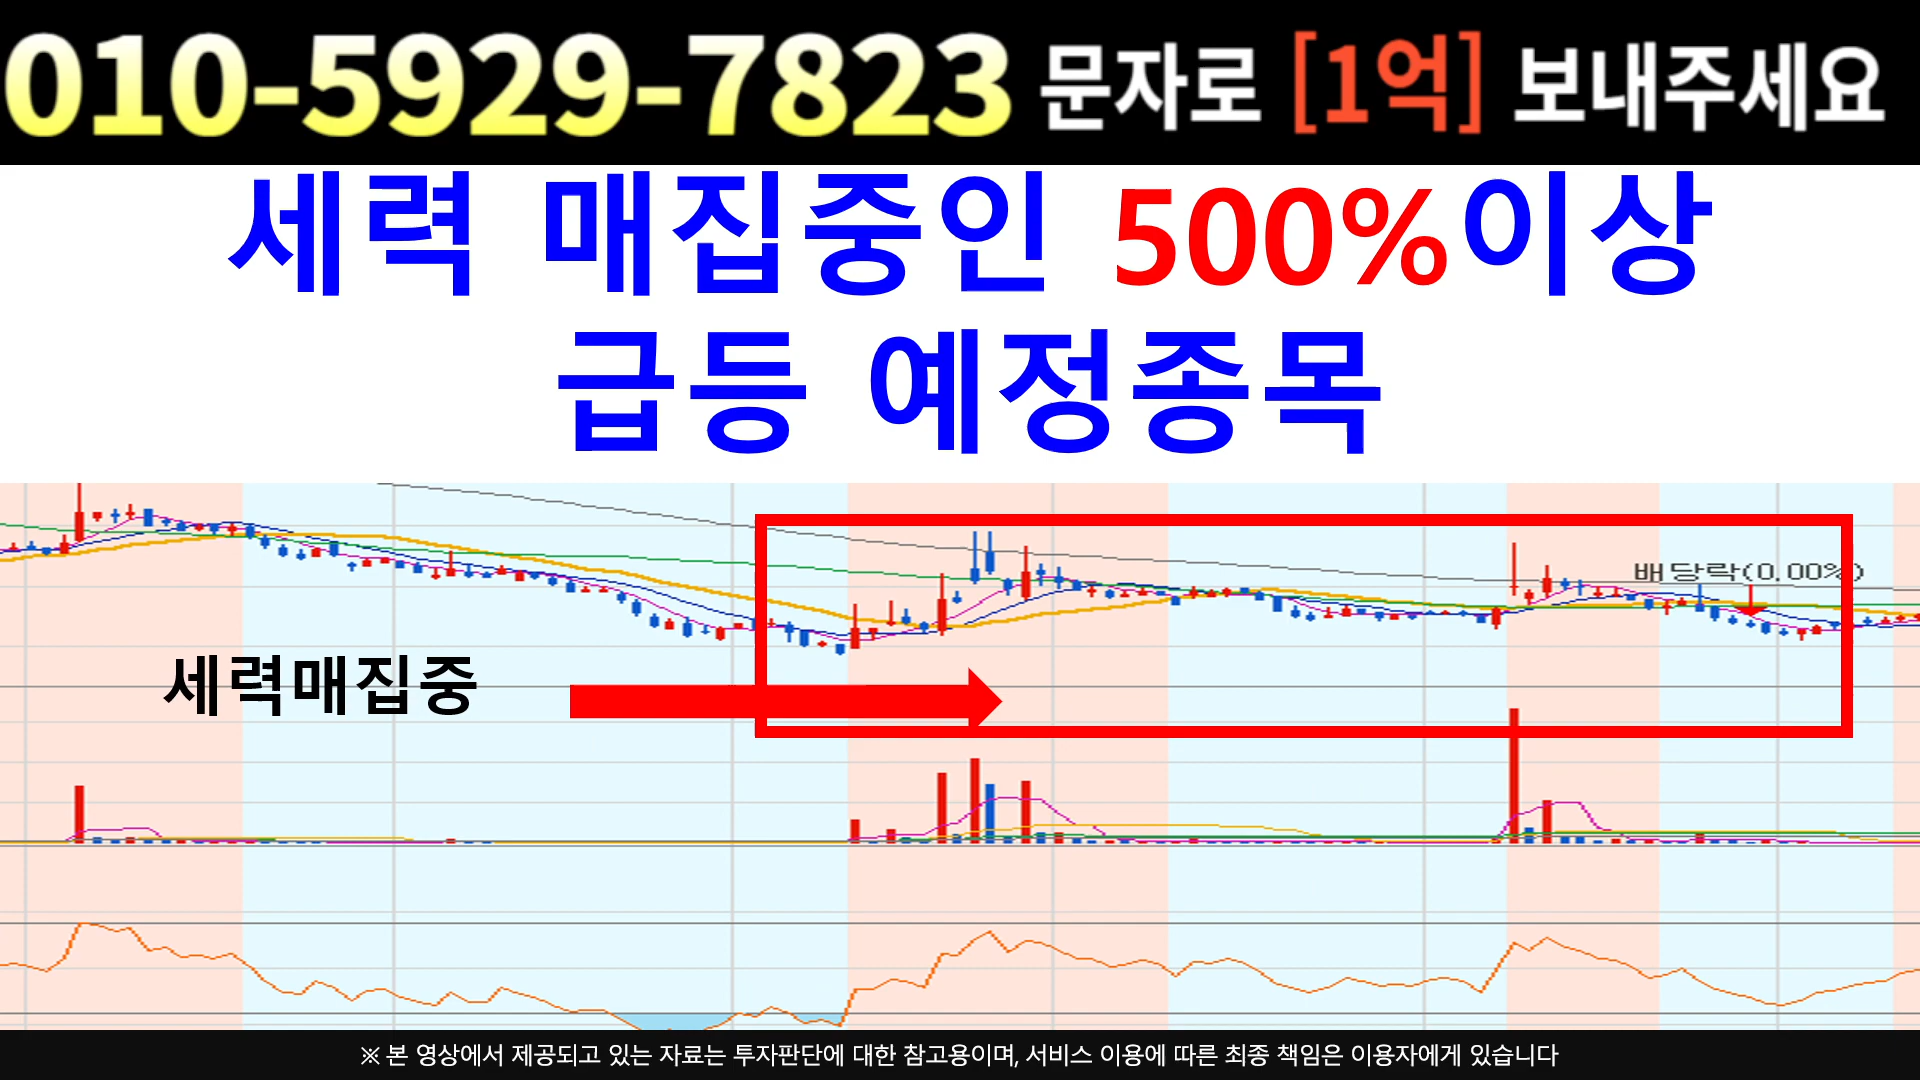 010-5929-7823 문자로 [1억] 보내주세요
세력 매집중인 500%이상
급등 예정종목
배당락(0.00%)
세력매집중
※ 본 영상에서 제공되고 있는 자료는 투자판단에 대한 참고용이며, 서비스 이용에 따른 최종 책임은 이용자에게 있습니다